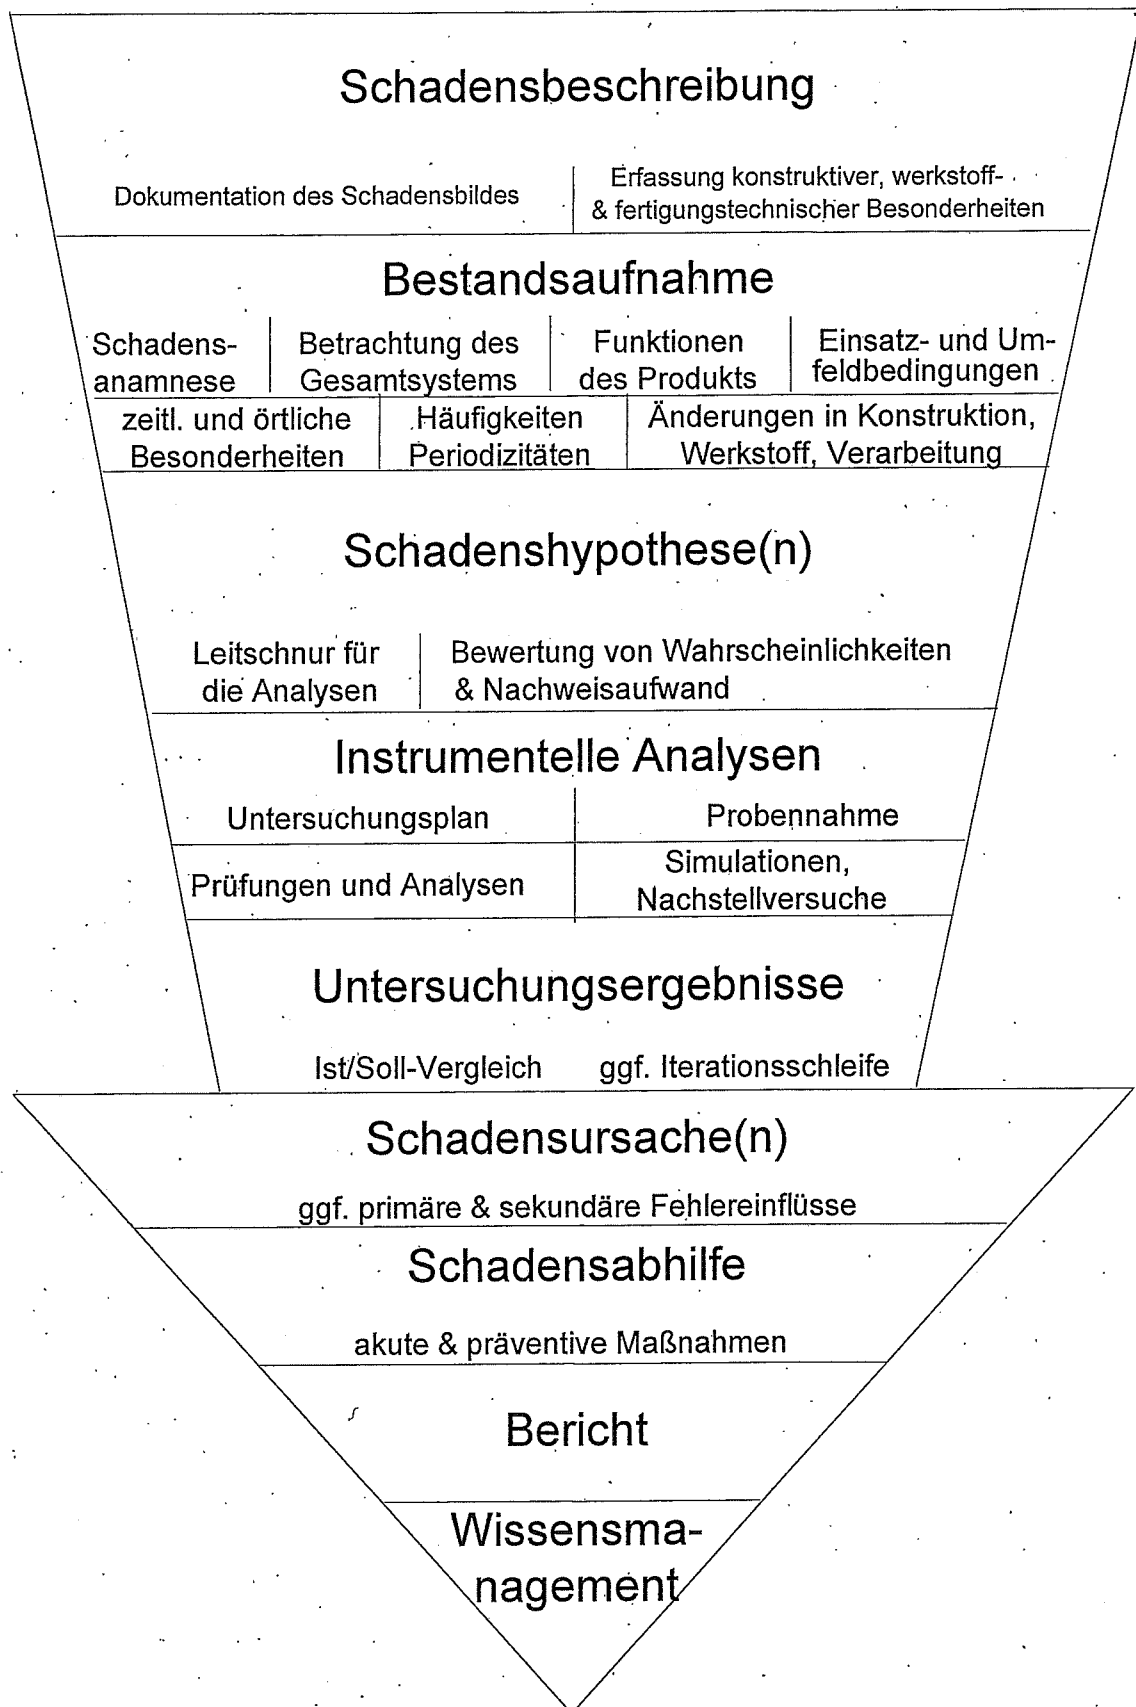 Schadensbeschreibung
Dokumentation des Schadensbildes
Erfassung konstruktiver, werkstoff-
& fertigungstechnischer Besonderheiten
Bestandsaufnahme
Schadens-
anamnese
Betrachtung des
Gesamtsystems
Funktionen
des Produkts
Einsatz- und Um-
feldbedingungen
zeitl. und örtliche
Besonderheiten
Häufigkeiten
Periodizitäten
Änderungen in Konstruktion,
Werkstoff, Verarbeitung
Schadenshypothese(n)
Leitschnur für
die Analysen
Bewertung von Wahrscheinlichkeiten
& Nachweisaufwand
Instrumentelle Analysen
Untersuchungsplan
Probennahme
Prüfungen und Analysen
Simulationen,
Nachstellversuche
Untersuchungsergebnisse
Ist/Soll-Vergleich
ggf. Iterationsschleife
Schadensursache(n)
ggf. primäre & sekundäre Fehlereinflüsse
Schadensabhilfe
akute & präventive Maßnahmen
Bericht
Wissensma-
nagement